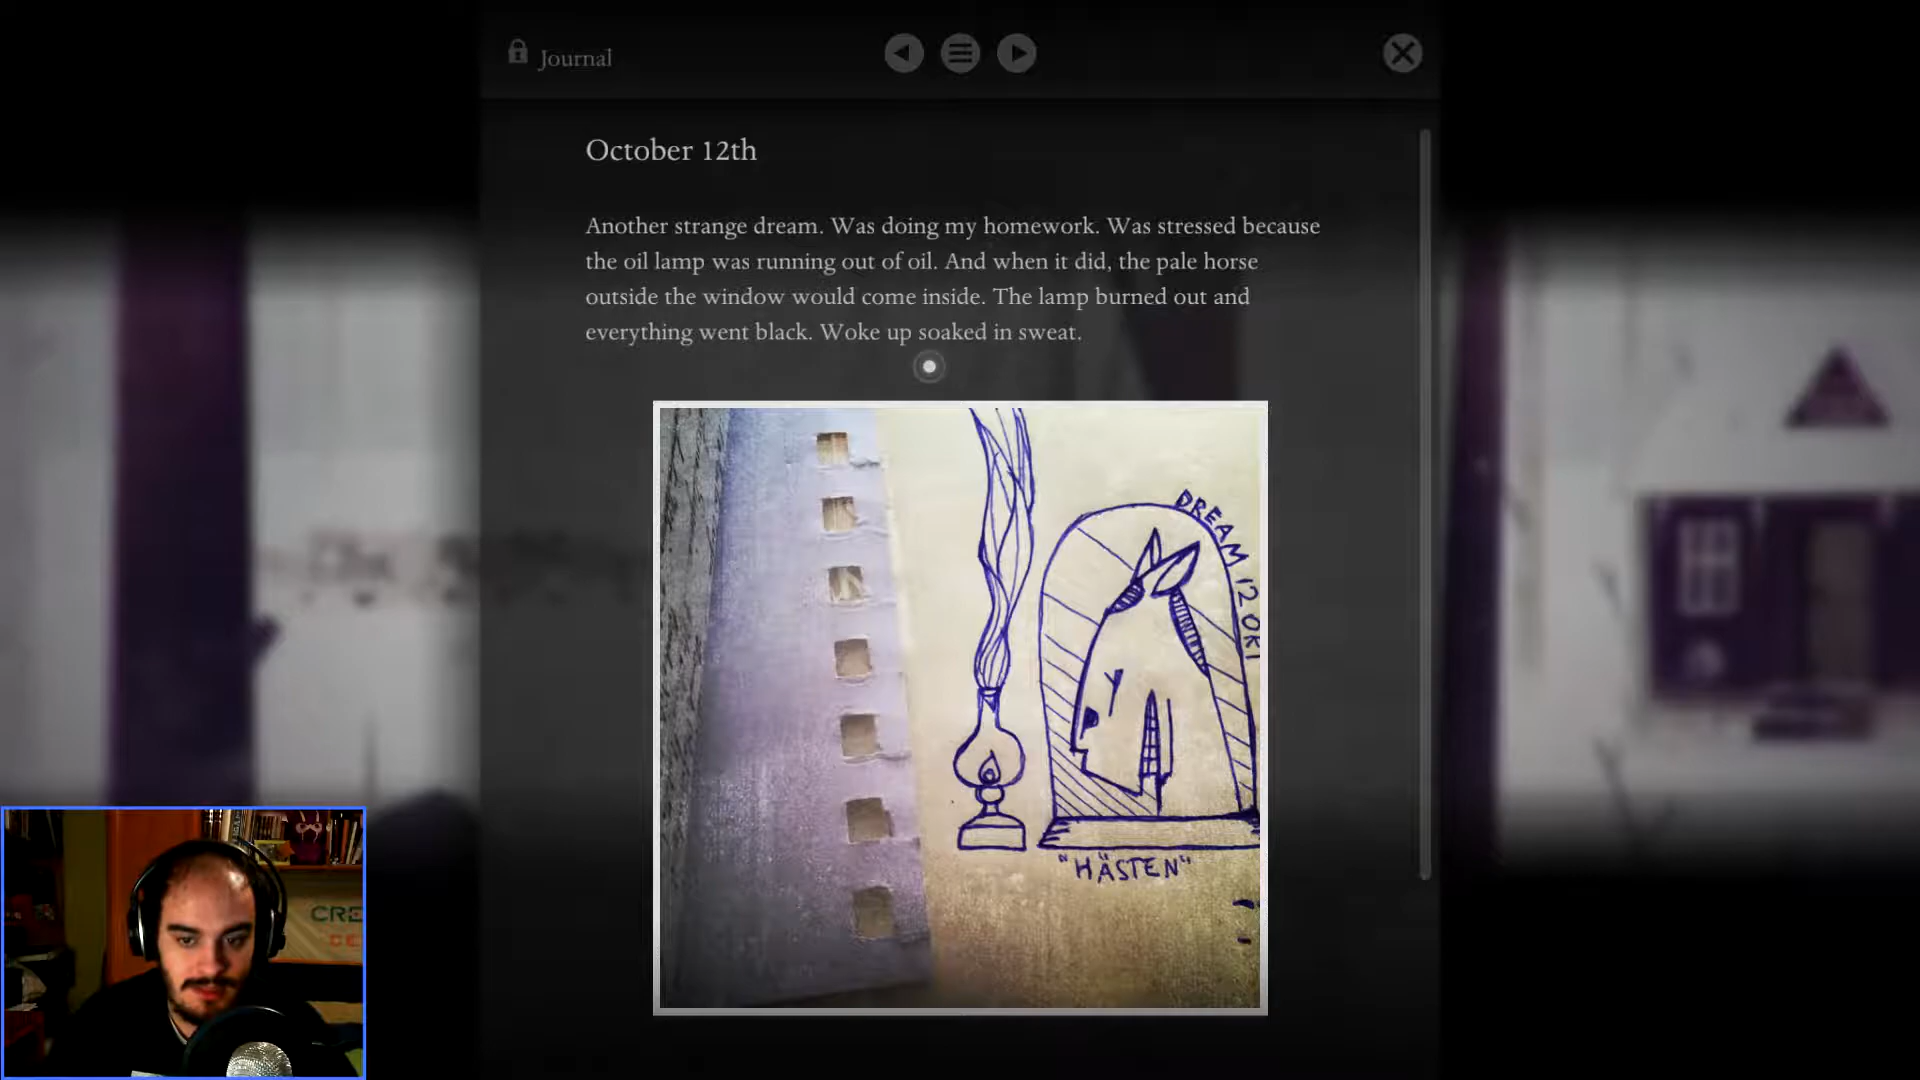 Journal
October 12th
Another strange dream. Was doing my homework. Was stressed because
the oil lamp was running out of oil. And when it did, the pale horse
outside the window would come inside. The lamp burned out and
everything went black. Woke up soaked in sweat.
DREAM 12 OKT
"HÄSTEN"
CRE